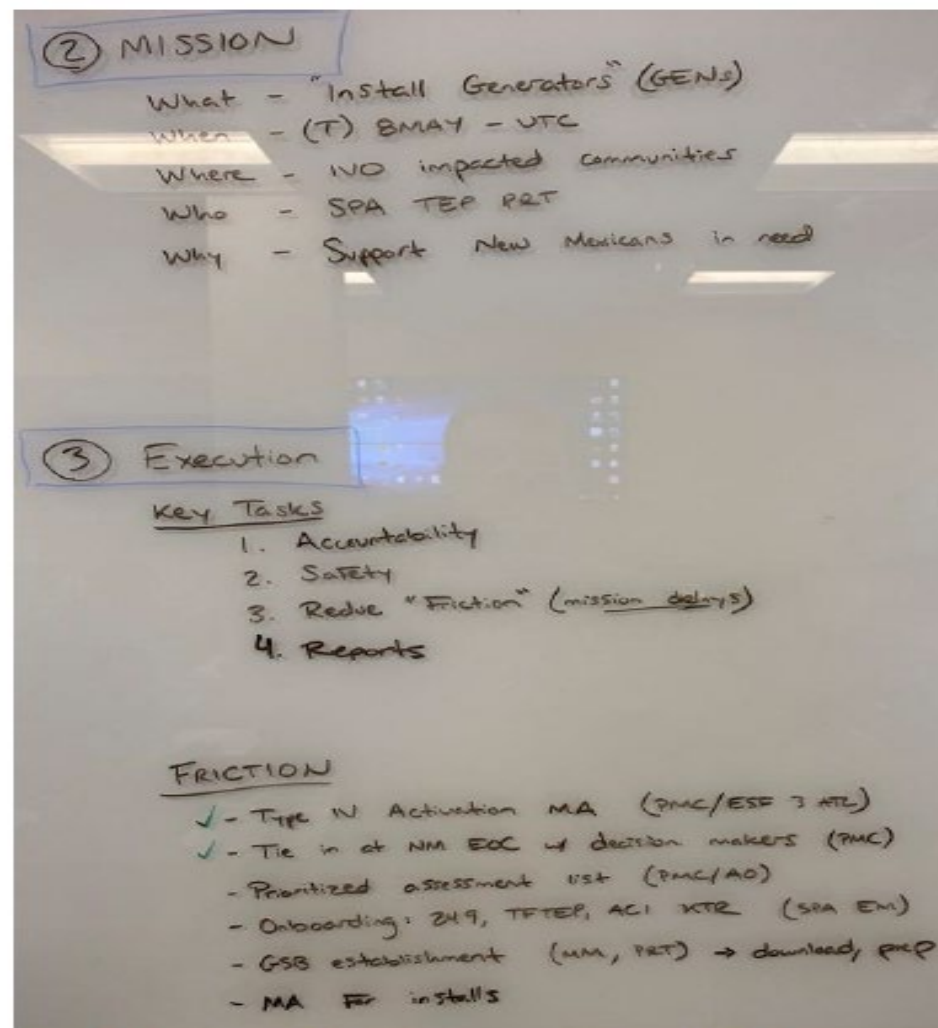 ② MISSION
What - "Install Generators" (GENs)
When - (T) 8MAY - UTC
Where - IVO impacted communities
Who - SPA TEP PRT
Why - Support New Mexicans in need
③ Execution
Key Tasks
1. Accountability
2. Safety
3. Redue "Friction" (mission delays)
4. Reports
FRICTION
✓ - Type IV Activation MA (PMC/ESF 3 ATL)
✓ - Tie in at NM EOC w/ decision makers (PMC)
- Prioritized assessment list (PMC/AO)
- Onboarding: 249, TFTEP, ACI KTR (SPA EM)
- GSB establishment (MM, PRT) → download, prep
- MA For installs